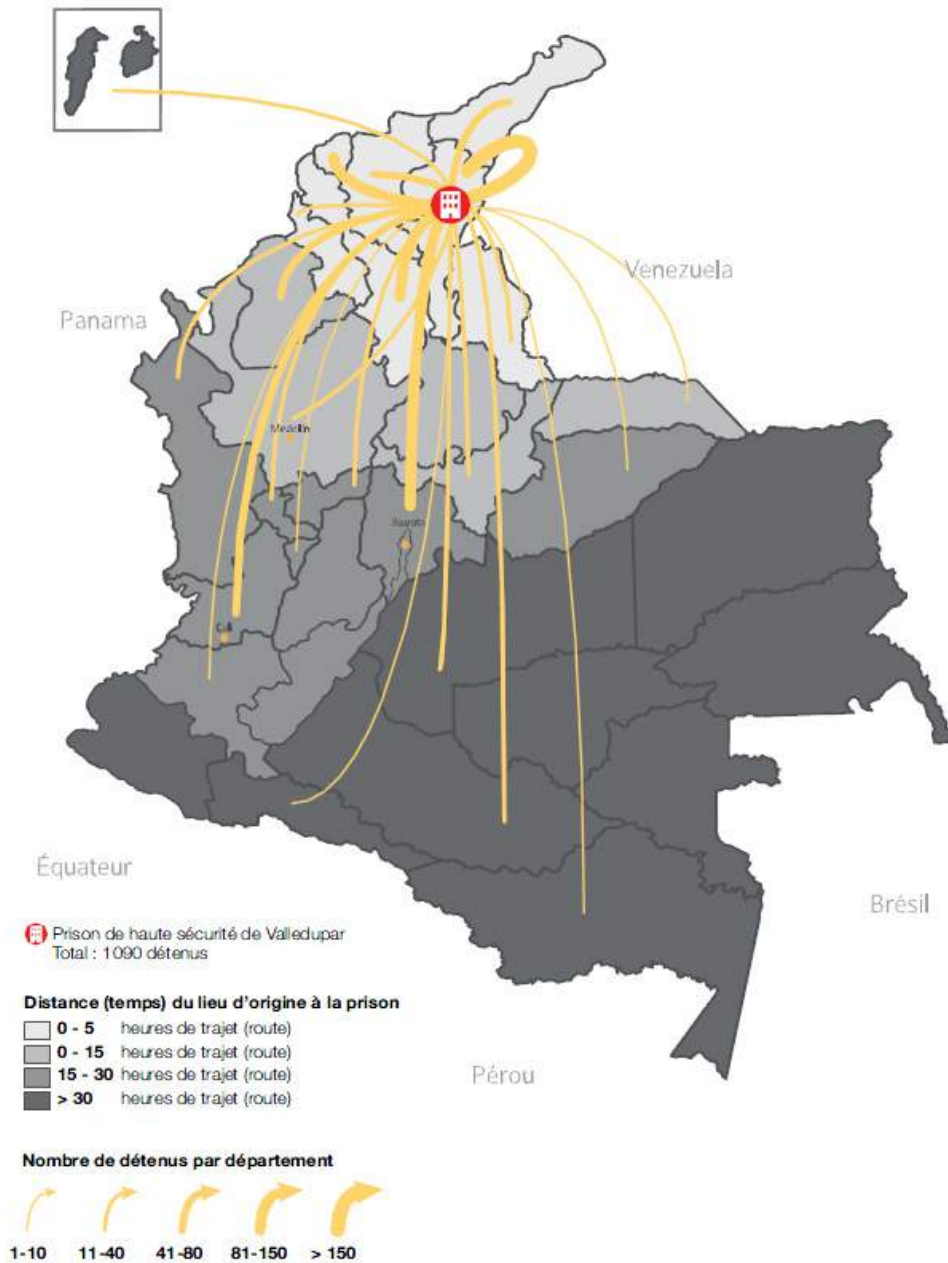 Venezuela
Panama
Medellín
Bogota
Cali
Équateur
Brésil
Prison de haute sécurité de Valledupar
Total : 1090 détenus
Distance (temps) du lieu d'origine à la prison
0 - 5 heures de trajet (route)
0 - 15 heures de trajet (route)
15 - 30 heures de trajet (route)
> 30 heures de trajet (route)
Pérou
Nombre de détenus par département
1-10 11-40 41-80 81-150 > 150